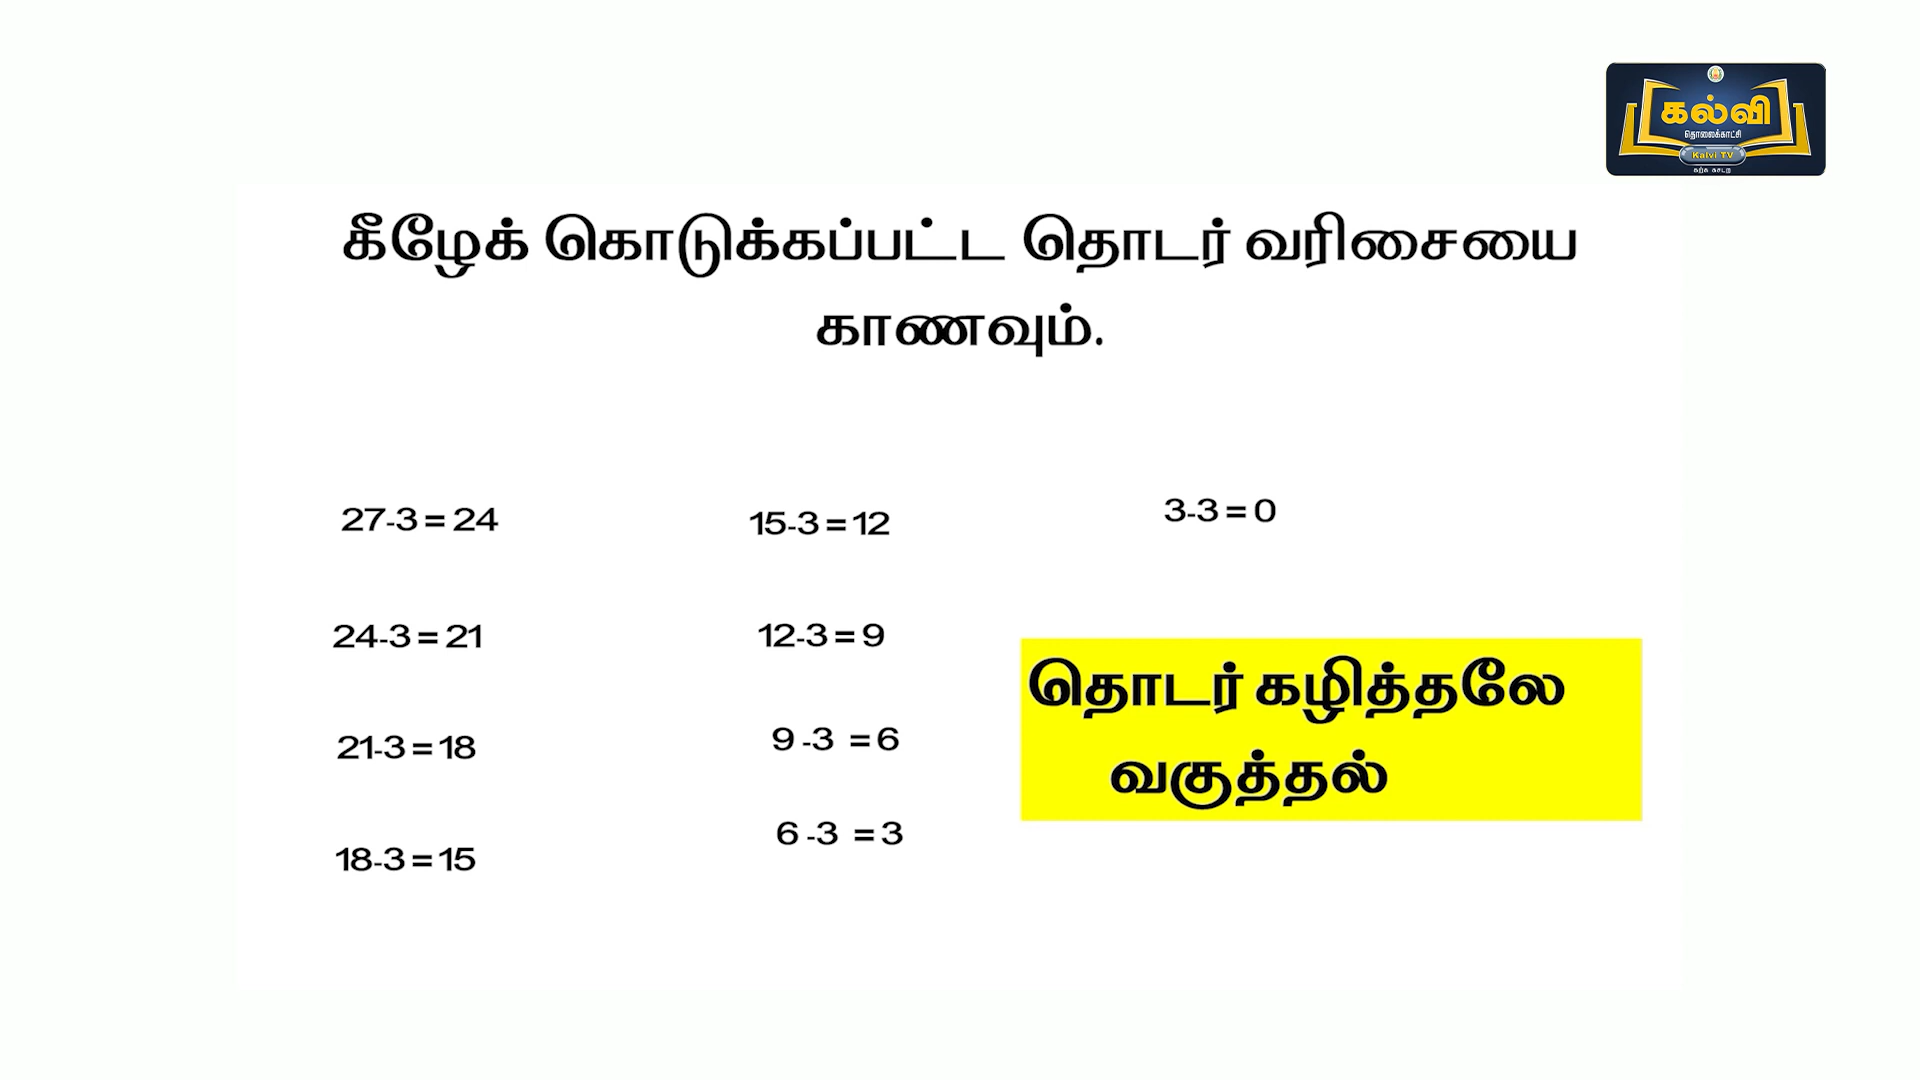 கல்வி
தொலைக்காட்சி
Kalvi TV
கற்க கசடற
கீழேக் கொடுக்கப்பட்ட தொடர் வரிசையை
காணவும்.
27-3 = 24
24-3 = 21
21-3 = 18
18-3 = 15
15-3 = 12
12-3 = 9
9 -3 = 6
6 -3 = 3
3-3 = 0
தொடர் கழித்தலே
வகுத்தல்